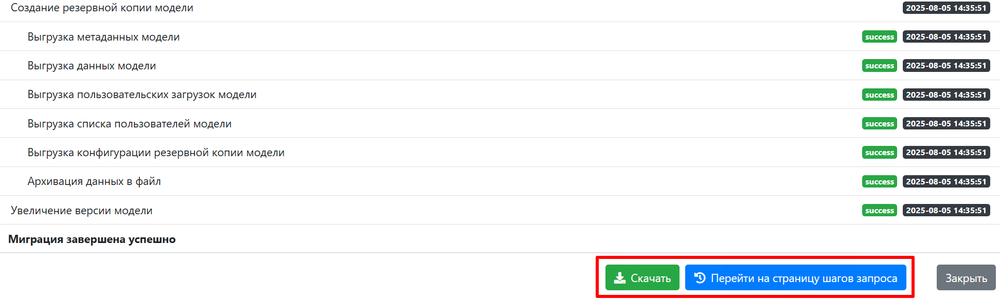 Создание резервной копии модели 2025-08-05 14:35:51
Выгрузка метаданных модели success 2025-08-05 14:35:51
Выгрузка данных модели success 2025-08-05 14:35:51
Выгрузка пользовательских загрузок модели success 2025-08-05 14:35:51
Выгрузка списка пользователей модели success 2025-08-05 14:35:51
Выгрузка конфигурации резервной копии модели success 2025-08-05 14:35:51
Архивация данных в файл success 2025-08-05 14:35:51
Увеличение версии модели success 2025-08-05 14:35:51
Миграция завершена успешно
Скачать Перейти на страницу шагов запроса Закрыть